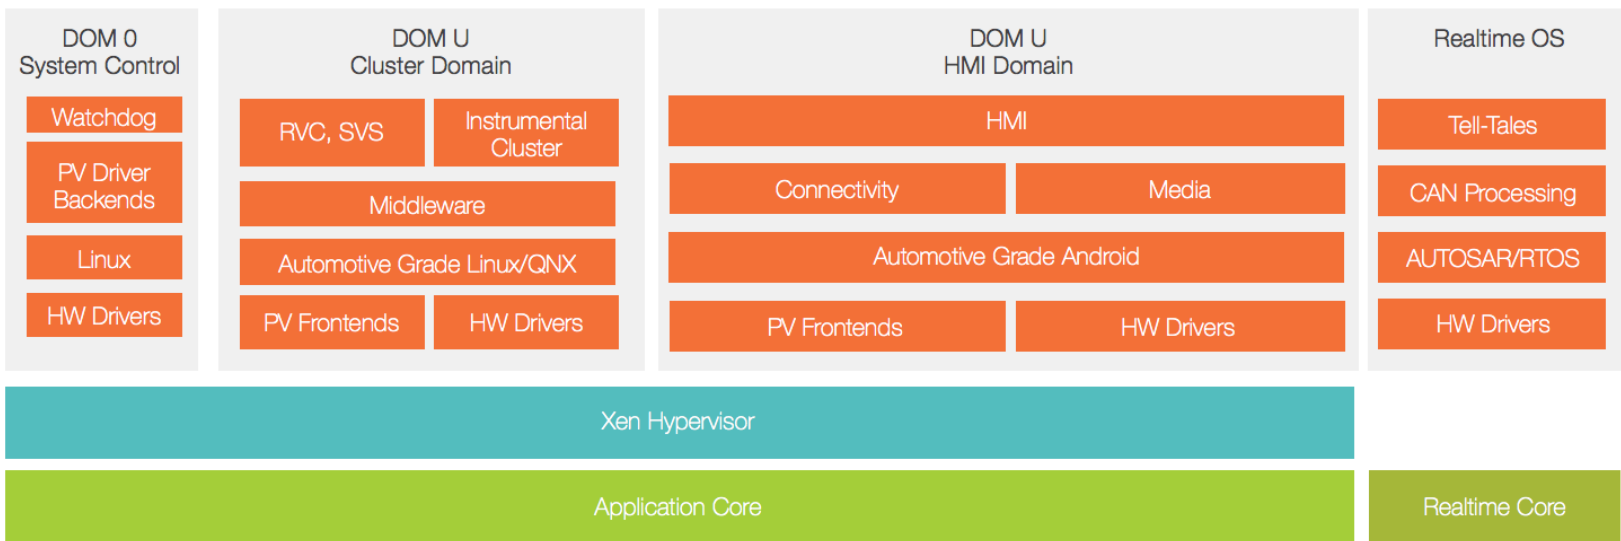 DOM 0
System Control
Watchdog
PV Driver
Backends
Linux
HW Drivers
DOM U
Cluster Domain
RVC, SVS
Instrumental
Cluster
Middleware
Automotive Grade Linux/QNX
PV Frontends
HW Drivers
DOM U
HMI Domain
HMI
Connectivity
Media
Automotive Grade Android
PV Frontends
HW Drivers
Realtime OS
Tell-Tales
CAN Processing
AUTOSAR/RTOS
HW Drivers
Xen Hypervisor
Application Core
Realtime Core